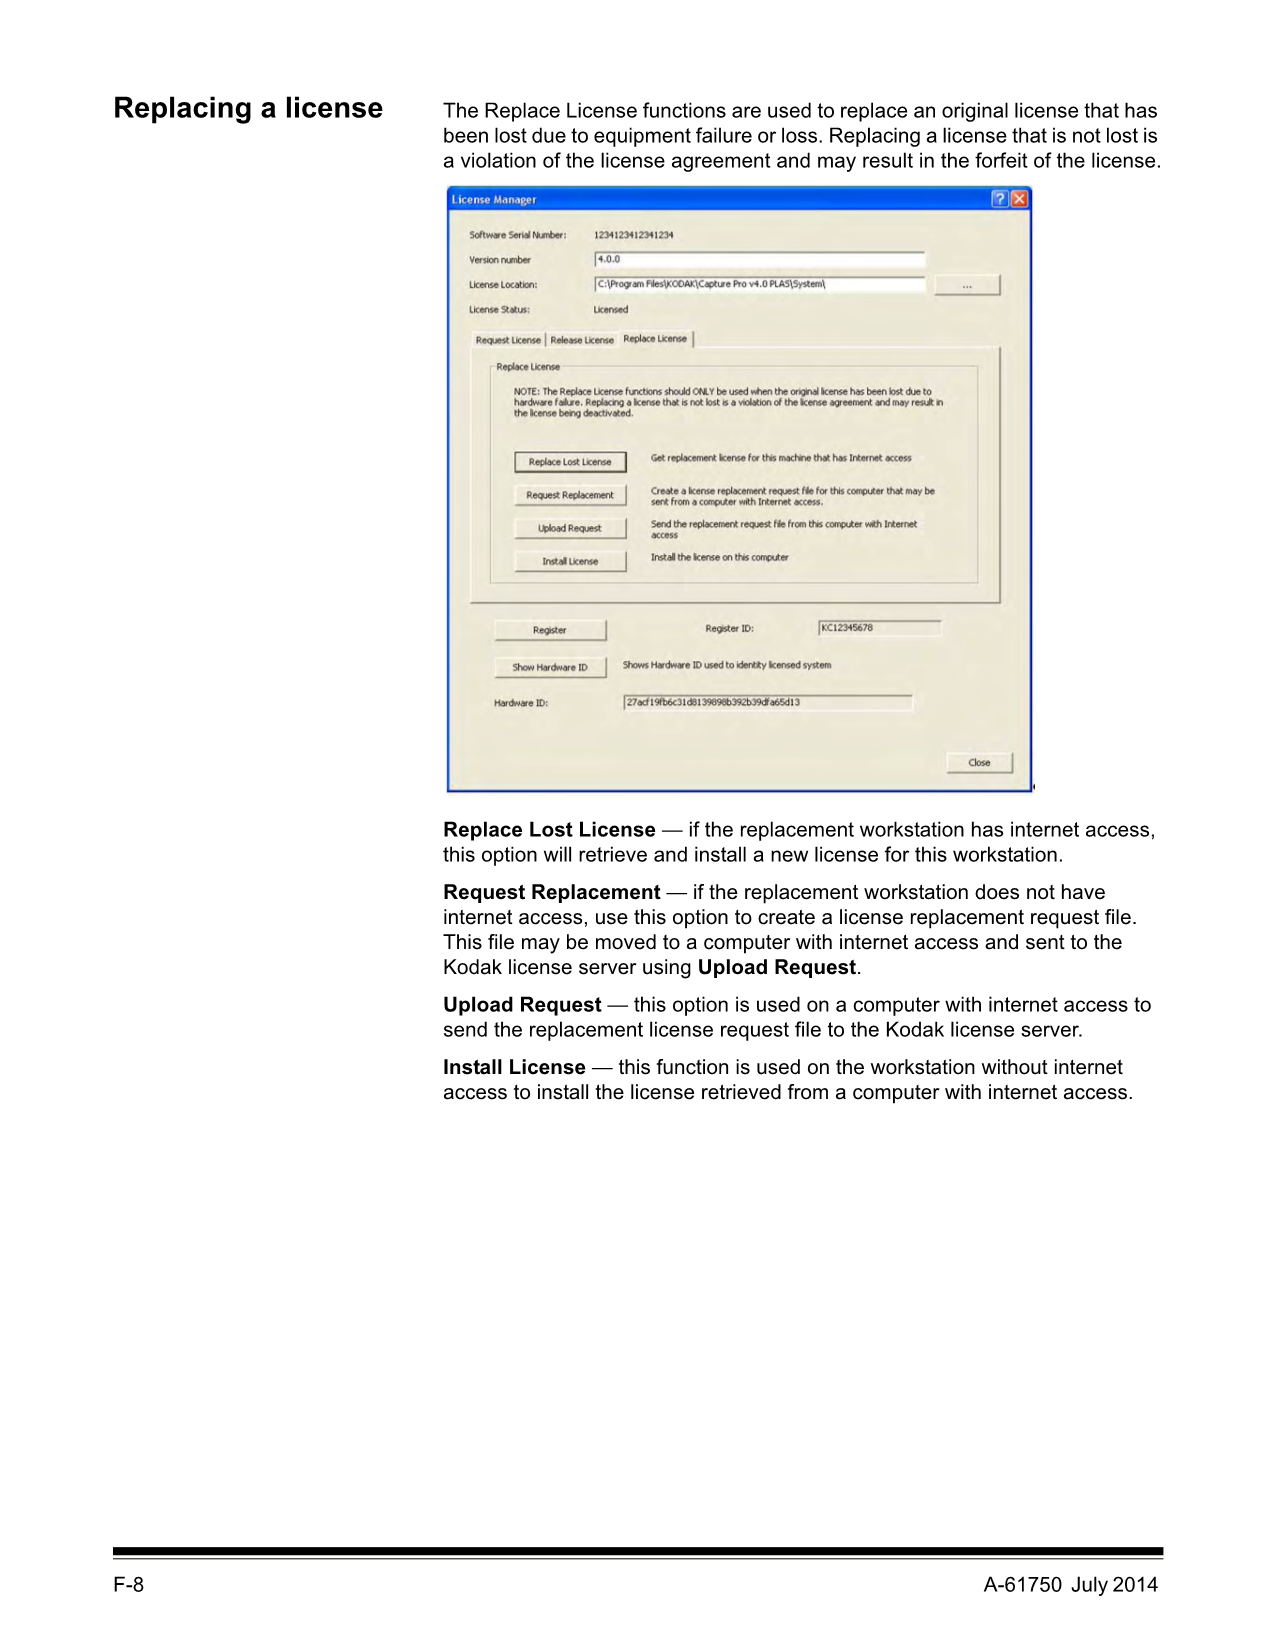 Replacing a license
The Replace License functions are used to replace an original license that has
been lost due to equipment failure or loss. Replacing a license that is not lost is
a violation of the license agreement and may result in the forfeit of the license.
License Manager
Software Serial Number: 1234123412341234
Version number 4.0.0
License Location: C:\Program Files\KODAK\Capture Pro v4.0 PLAS\System\ ...
License Status: Licensed
Request License Release License Replace License
Replace License
NOTE: The Replace License functions should ONLY be used when the original license has been lost due to
hardware failure. Replacing a license that is not lost is a violation of the license agreement and may result in
the license being deactivated.
Replace Lost License Get replacement license for this machine that has Internet access
Request Replacement Create a license replacement request file for this computer that may be
sent from a computer with Internet access.
Upload Request Send the replacement request file from this computer with Internet
access
Install License Install the license on this computer
Register Register ID: KC12345678
Show Hardware ID Shows Hardware ID used to identity licensed system
Hardware ID: 27acf19fb6c31d8139898b392b39dfa65d13
Close
Replace Lost License — if the replacement workstation has internet access,
this option will retrieve and install a new license for this workstation.
Request Replacement — if the replacement workstation does not have
internet access, use this option to create a license replacement request file.
This file may be moved to a computer with internet access and sent to the
Kodak license server using Upload Request.
Upload Request — this option is used on a computer with internet access to
send the replacement license request file to the Kodak license server.
Install License — this function is used on the workstation without internet
access to install the license retrieved from a computer with internet access.
F-8 A-61750 July 2014